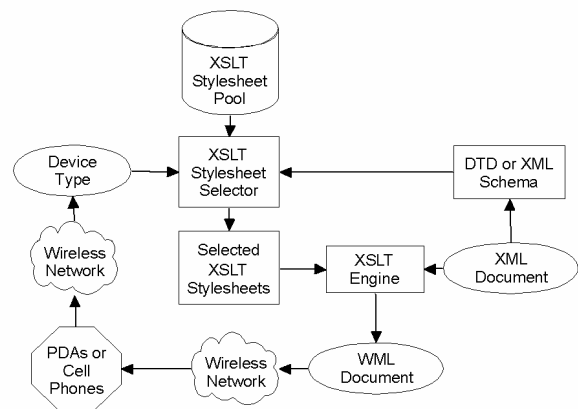 XSLT
Stylesheet
Pool
Device
Type
XSLT
Stylesheet
Selector
DTD or XML
Schema
Wireless
Network
Selected
XSLT
Stylesheets
XSLT
Engine
XML
Document
PDAs or
Cell
Phones
Wireless
Network
WML
Document